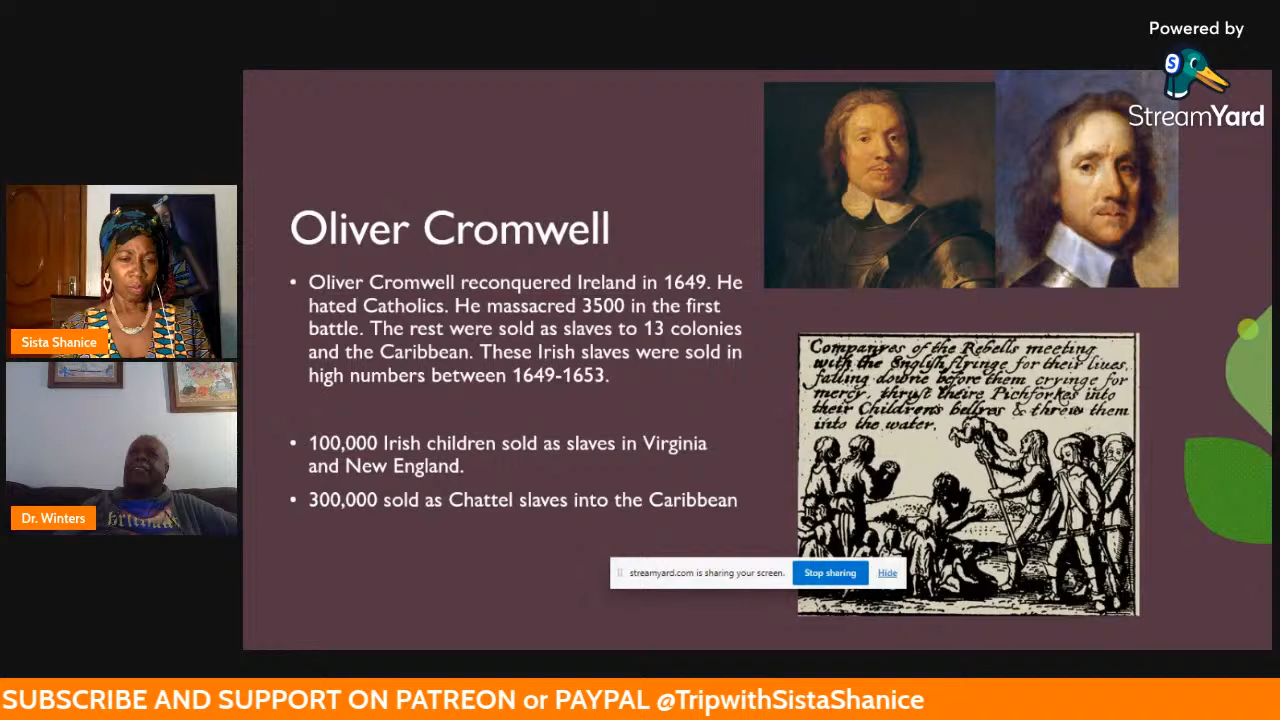 Powered by
StreamYard
Oliver Cromwell
• Oliver Cromwell reconquered Ireland in 1649. He
hated Catholics. He massacred 3500 in the first
battle. The rest were sold as slaves to 13 colonies
and the Caribbean. These Irish slaves were sold in
high numbers between 1649-1653.
• 100,000 Irish children sold as slaves in Virginia
and New England.
• 300,000 sold as Chattel slaves into the Caribbean
Companyes of the Rebells meeting
with the English flyinge for their lives
falling downe before them cryinge for
mercy, thrust theire Pichforkes into
their Childrens bellyes & threw them
into the water.
Sista Shanice
Dr. Winters
streamyard.com is sharing your screen.
Stop sharing
Hide
SUBSCRIBE AND SUPPORT ON PATREON or PAYPAL @TripwithSistaShanice